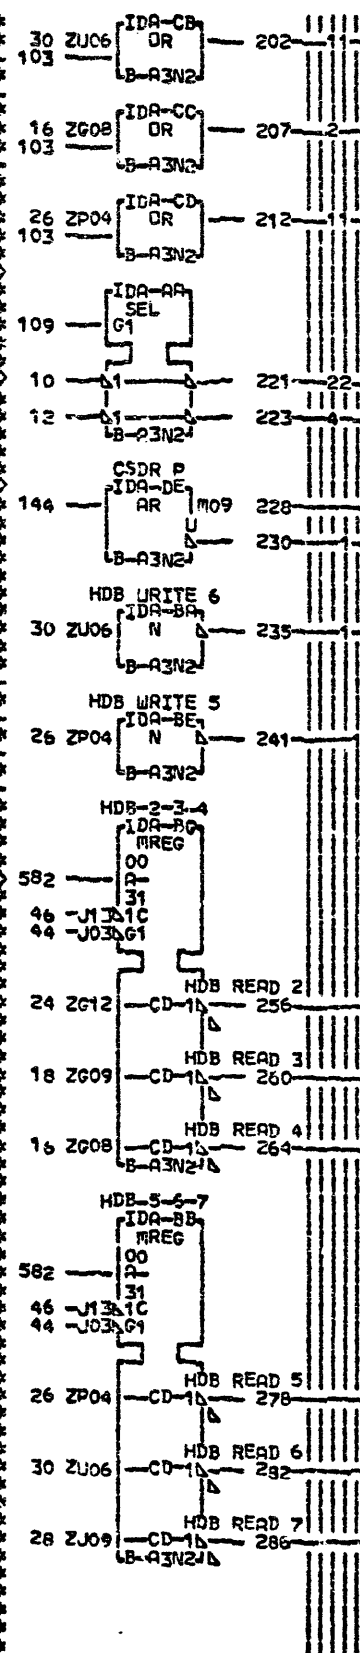 IDA-CB
30 ZU06 OR 202 11
103
B-A3N2
IDA-CC
16 ZG08 OR 207 2
103
B-A3N2
IDA-CD
26 ZP04 OR 212 11
103
B-A3N2
IDA-AA
SEL
109 G1
10 1 221 22
12 1 223 4
B-A3N2
CSDR P
IDA-DE
144 AR M09 228
U
230 1
B-A3N2
HDB WRITE 6
IDA-BA
30 ZU06 N 235 1
B-A3N2
HDB WRITE 5
IDA-BE
26 ZP04 N 241
B-A3N2
HDB-2-3-4
IDA-BG
MREG
00
582 A-
31
46 -J13 1C
44 -J03 G1
HDB READ 2
24 ZG12 CD-1 256
HDB READ 3
18 ZG09 CD-1 260
HDB READ 4
16 ZG08 CD-1 264
B-A3N2
HDB-5-6-7
IDA-BB
MREG
00
582 A-
31
46 -J13 1C
44 -J03 G1
HDB READ 5
26 ZP04 CD-1 278
HDB READ 6
30 ZU06 CD-1 282
HDB READ 7
28 ZU09 CD-1 286
B-A3N2